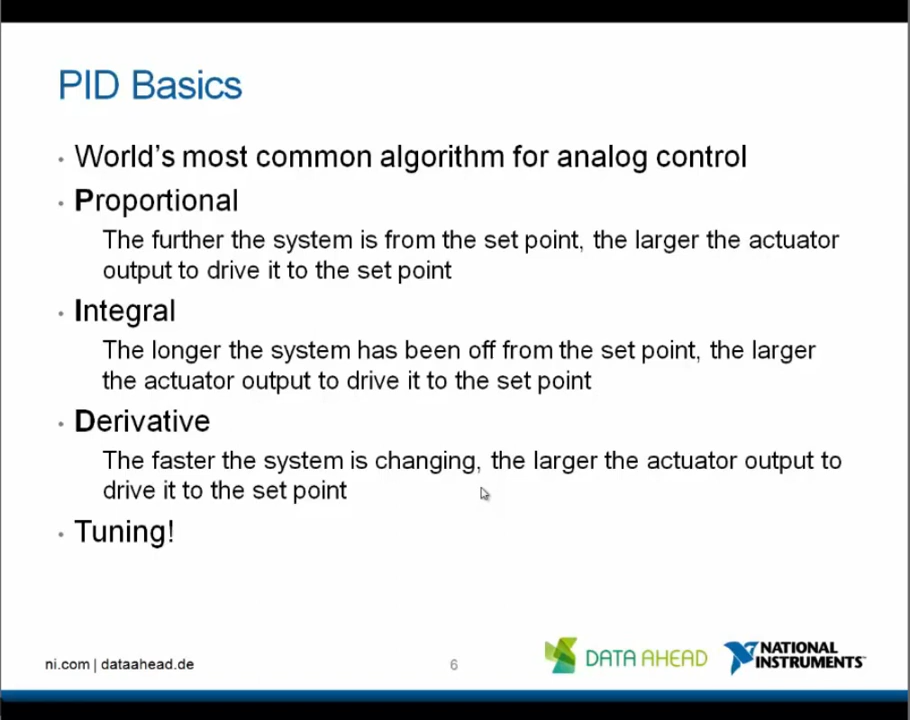 PID Basics
• World's most common algorithm for analog control
• Proportional
The further the system is from the set point, the larger the actuator
output to drive it to the set point
• Integral
The longer the system has been off from the set point, the larger
the actuator output to drive it to the set point
• Derivative
The faster the system is changing, the larger the actuator output to
drive it to the set point
• Tuning!
ni.com | dataahead.de
6
DATA AHEAD
NATIONAL
INSTRUMENTS